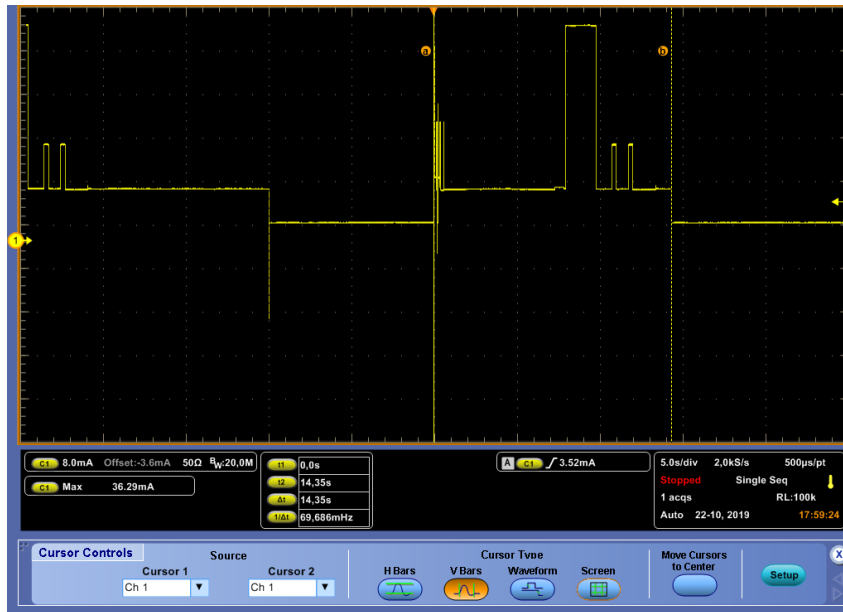 a b
1
C1 8.0mA Offset:-3.6mA 50Ω BW:20,0M
C1 Max 36.29mA
t1 0,0s
t2 14,35s
Δt 14,35s
1/Δt 69,686mHz
A C1 3.52mA
5.0s/div 2,0kS/s 500µs/pt
Stopped Single Seq
1 acqs RL:100k
Auto 22-10, 2019 17:59:24
Cursor Controls
Source
Cursor 1 Cursor 2
Ch 1 Ch 1
Cursor Type
H Bars V Bars Waveform Screen
Move Cursors
to Center
Setup
X